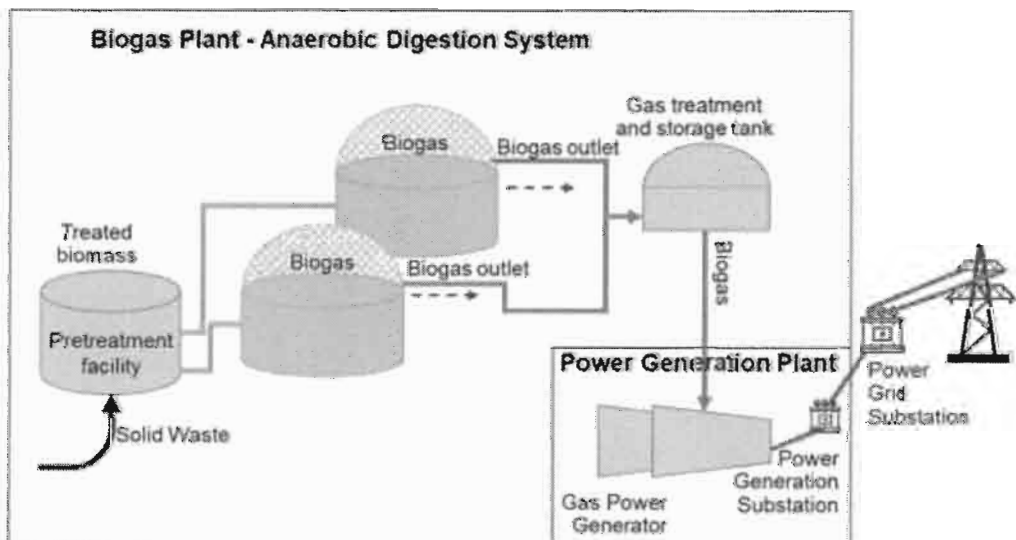 Biogas Plant - Anaerobic Digestion System
Gas treatment
and storage tank
Biogas
Biogas outlet
Treated
biomass
Biogas
Biogas outlet
Biogas
Pretreatment
facility
Power Generation Plant
Power
Grid
Substation
Solid Waste
Power
Generation
Substation
Gas Power
Generator